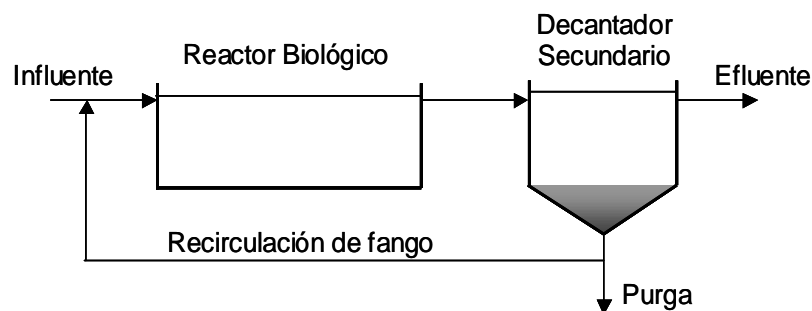 Decantador
Secundario
Reactor Biológico
Influente
Efluente
Recirculación de fango
Purga